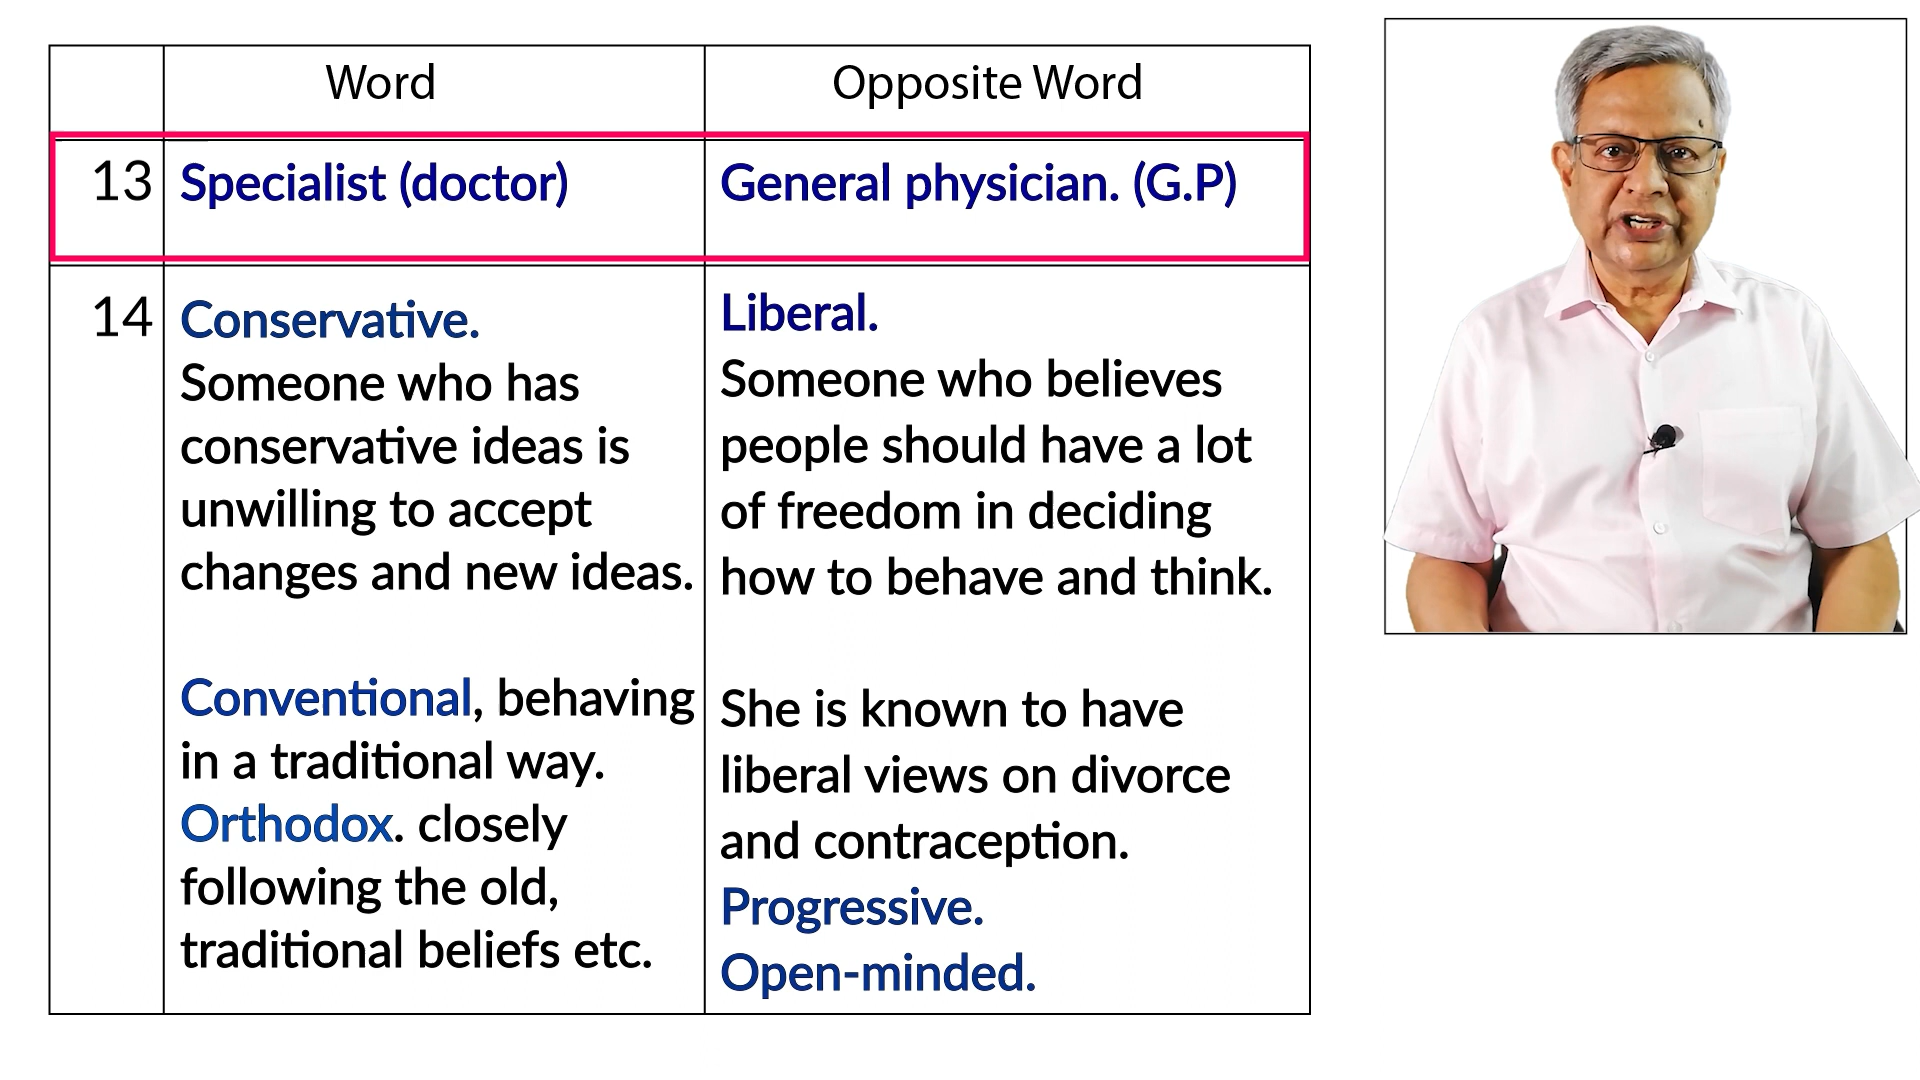 Word
Opposite Word
13
Specialist (doctor)
General physician. (G.P)
14
Conservative.
Someone who has
conservative ideas is
unwilling to accept
changes and new ideas.
Conventional, behaving
in a traditional way.
Orthodox. closely
following the old,
traditional beliefs etc.
Liberal.
Someone who believes
people should have a lot
of freedom in deciding
how to behave and think.
She is known to have
liberal views on divorce
and contraception.
Progressive.
Open-minded.